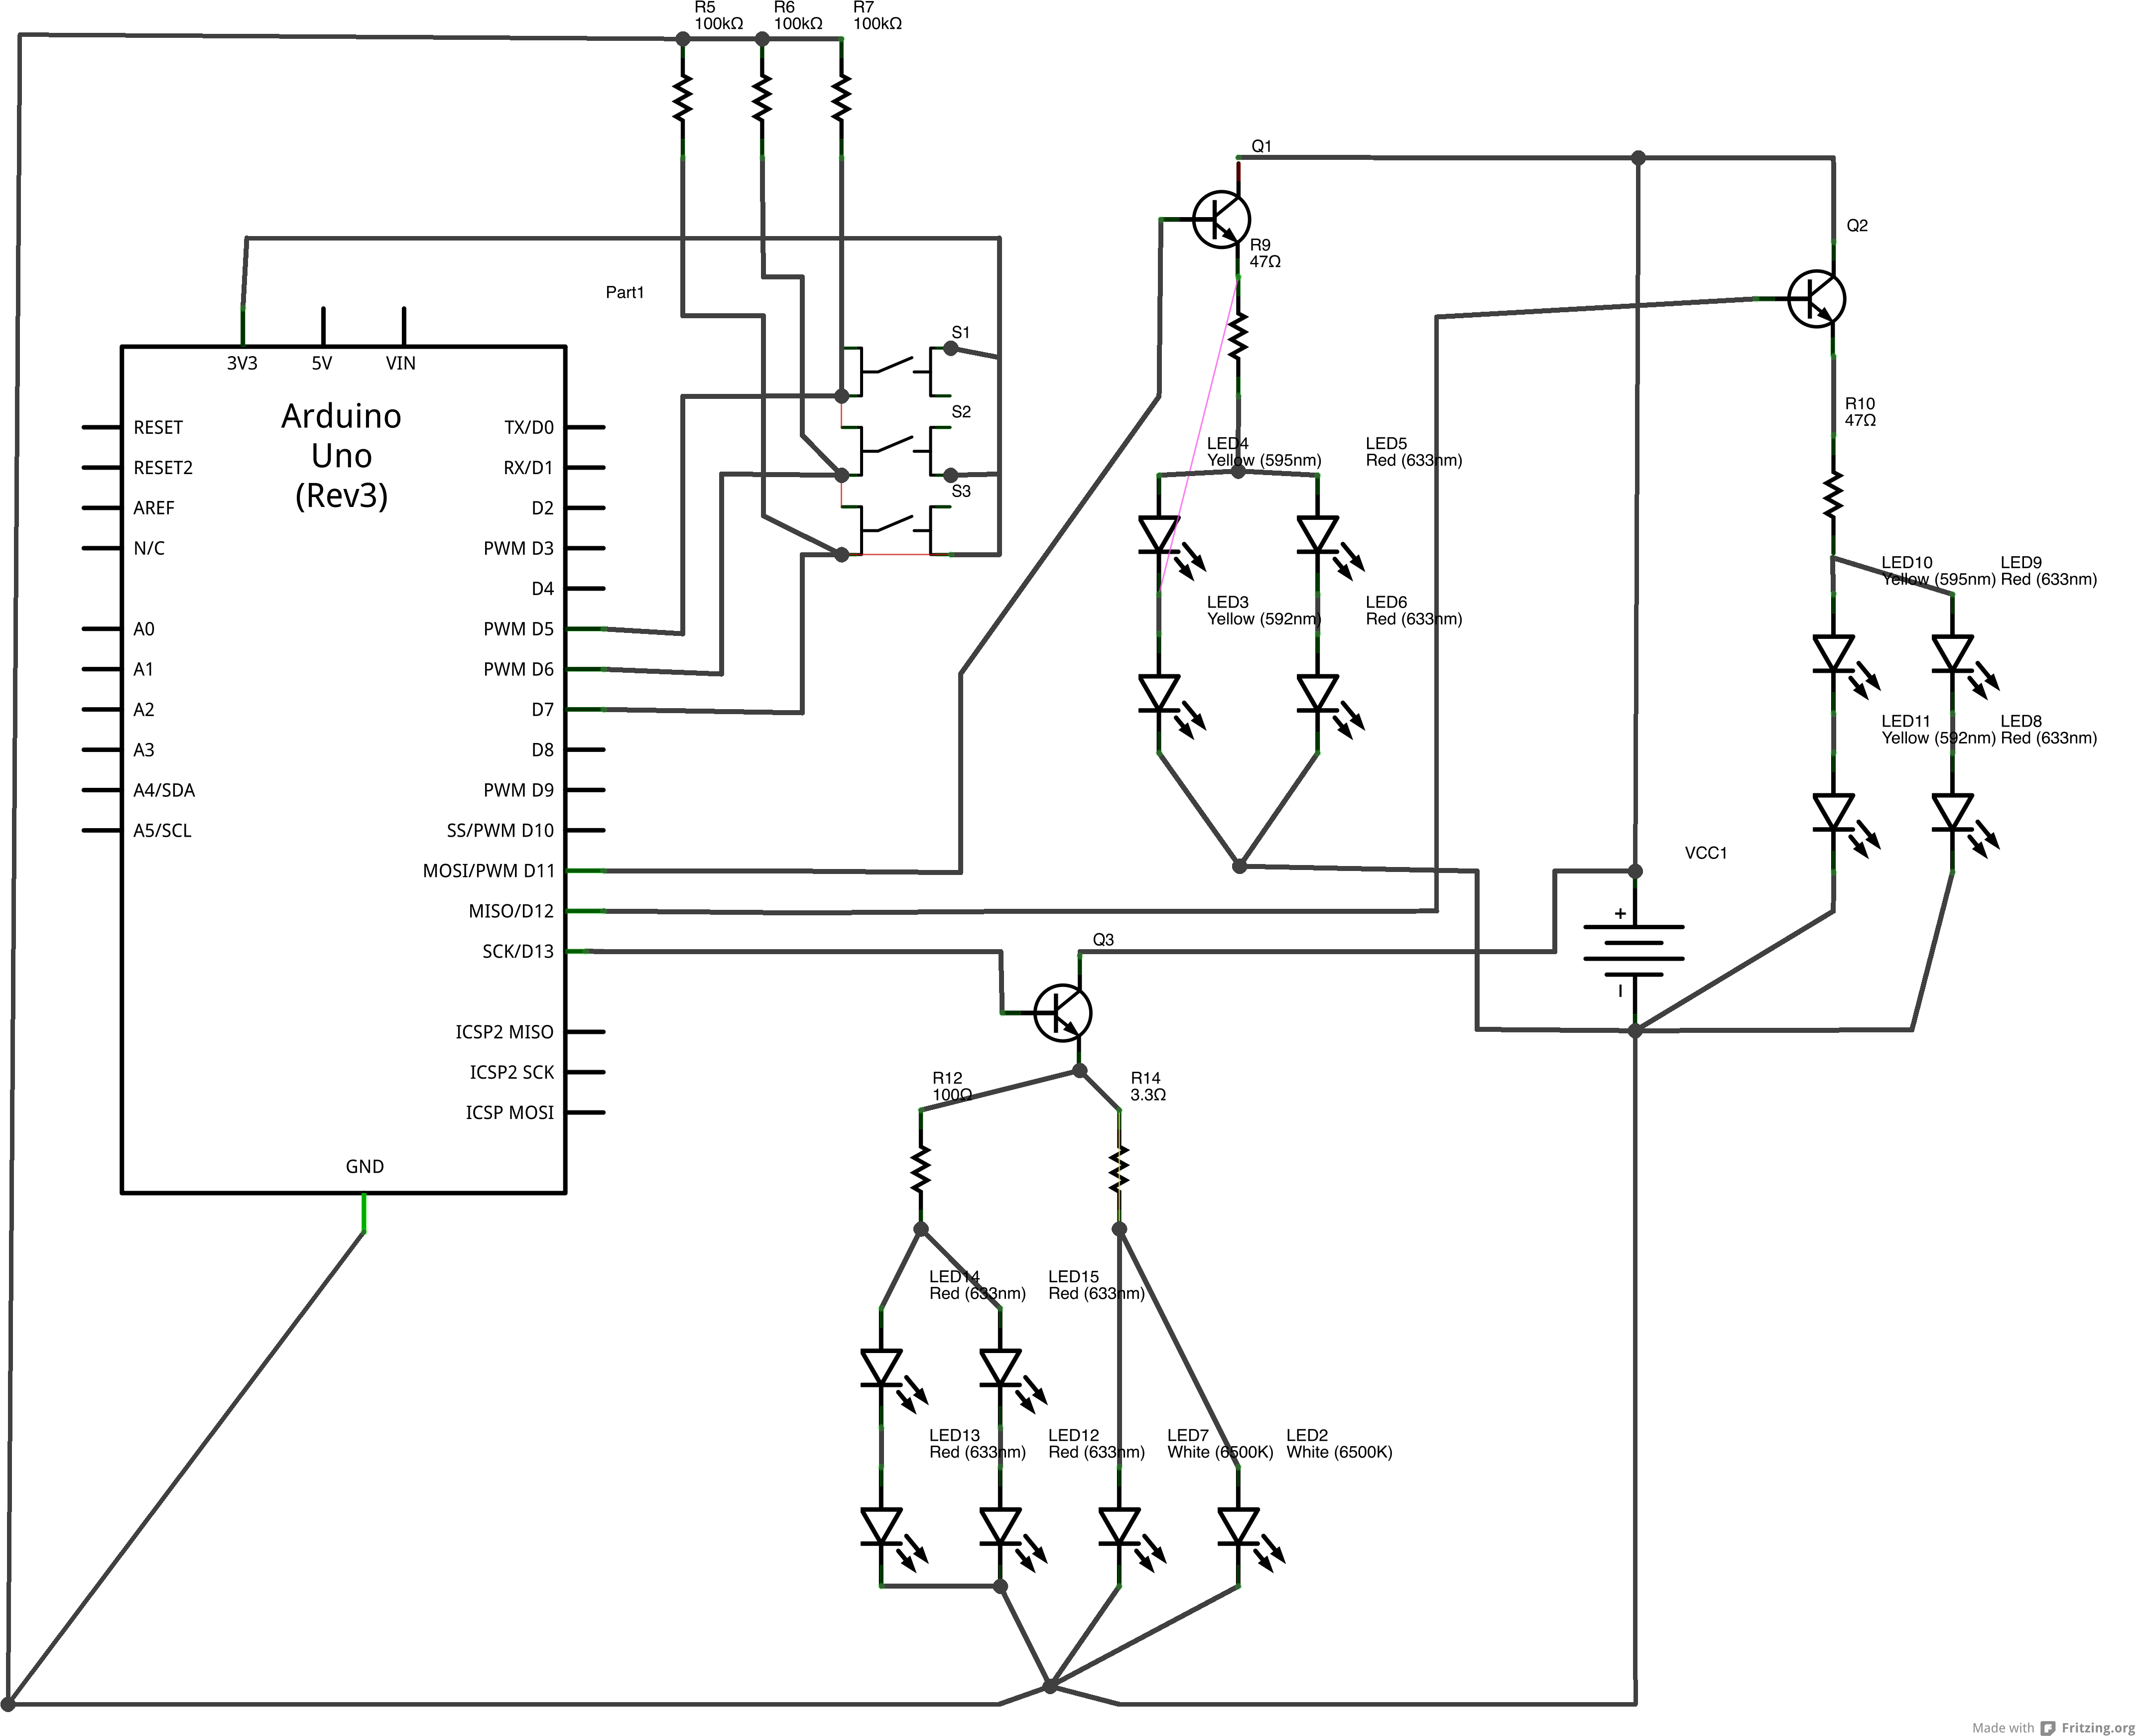 R5
100kΩ
R6
100kΩ
R7
100kΩ
Q1
Q2
R9
47Ω
Part1
S1
S2
S3
3V3
5V
VIN
Arduino
Uno
(Rev3)
RESET
RESET2
AREF
N/C
A0
A1
A2
A3
A4/SDA
A5/SCL
TX/D0
RX/D1
D2
PWM D3
D4
PWM D5
PWM D6
D7
D8
PWM D9
SS/PWM D10
MOSI/PWM D11
MISO/D12
SCK/D13
ICSP2 MISO
ICSP2 SCK
ICSP MOSI
GND
LED4
Yellow (595nm)
LED5
Red (633nm)
LED3
Yellow (592nm)
LED6
Red (633nm)
R10
47Ω
LED10
Yellow (595nm)
LED9
Red (633nm)
LED11
Yellow (592nm)
LED8
Red (633nm)
VCC1
+
−
Q3
R12
100Ω
R14
3.3Ω
LED14
Red (633nm)
LED15
Red (633nm)
LED13
Red (633nm)
LED12
Red (633nm)
LED7
White (6500K)
LED2
White (6500K)
Made with Fritzing.org